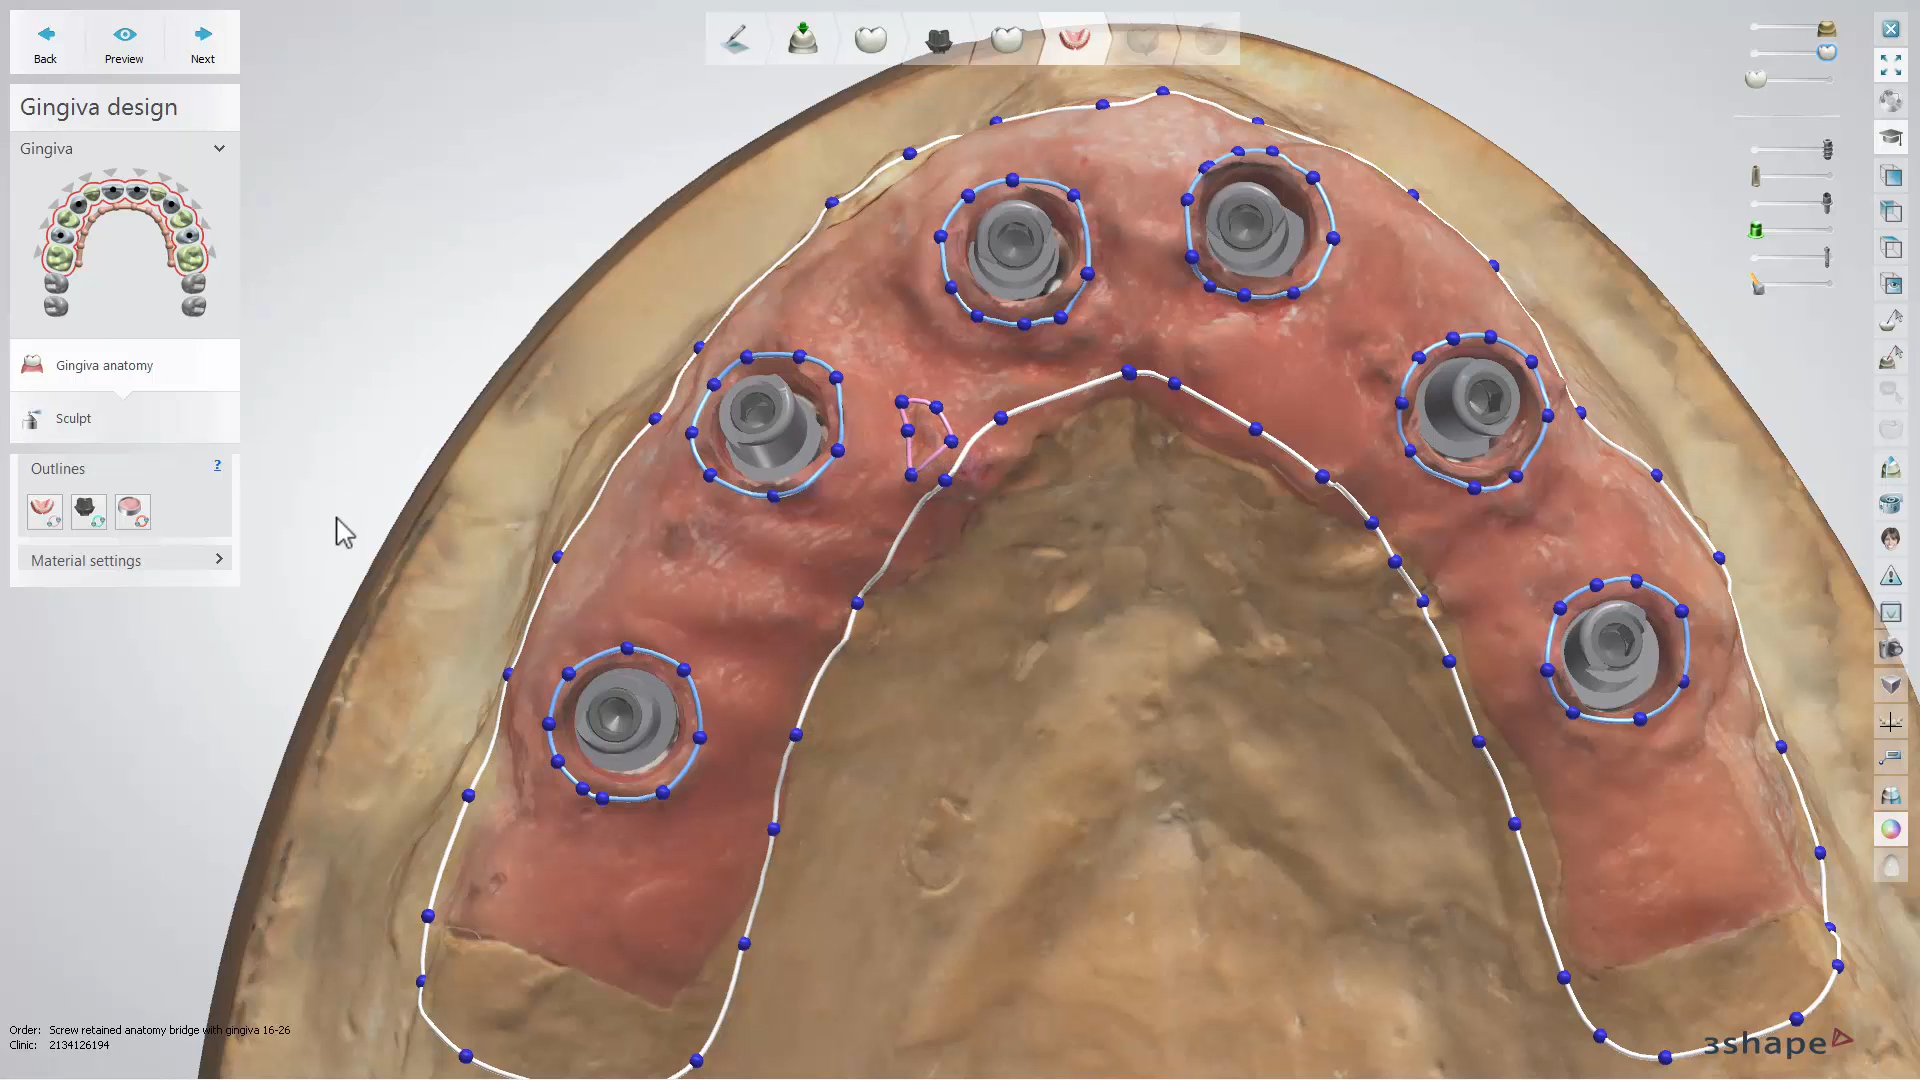 Back
Preview
Next
Gingiva design
Gingiva
Gingiva anatomy
Sculpt
Outlines
?
Material settings
Order: Screw retained anatomy bridge with gingiva 16-26
Clinic: 2134126194
3shape